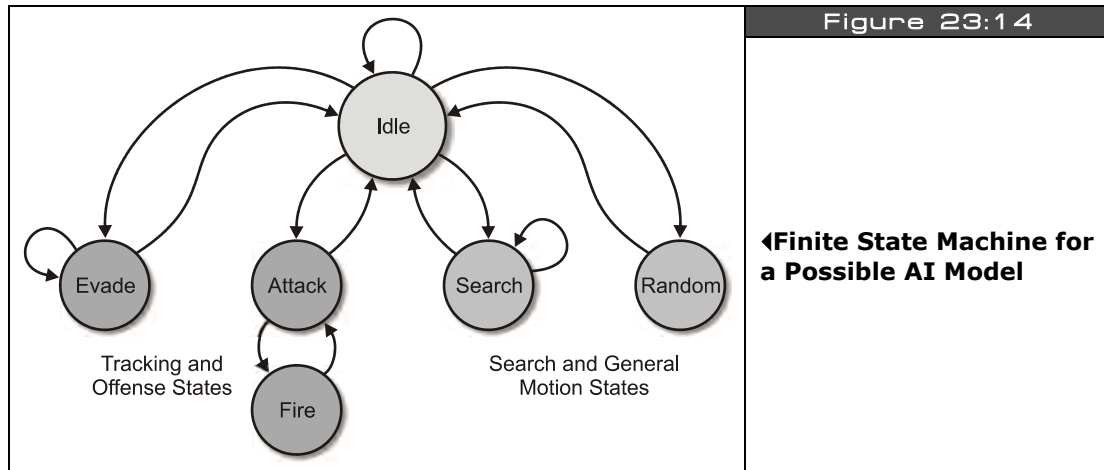 Figure 23:14
Idle
Evade
Attack
Search
Random
Tracking and
Offense States
Search and General
Motion States
Fire
Finite State Machine for
a Possible AI Model